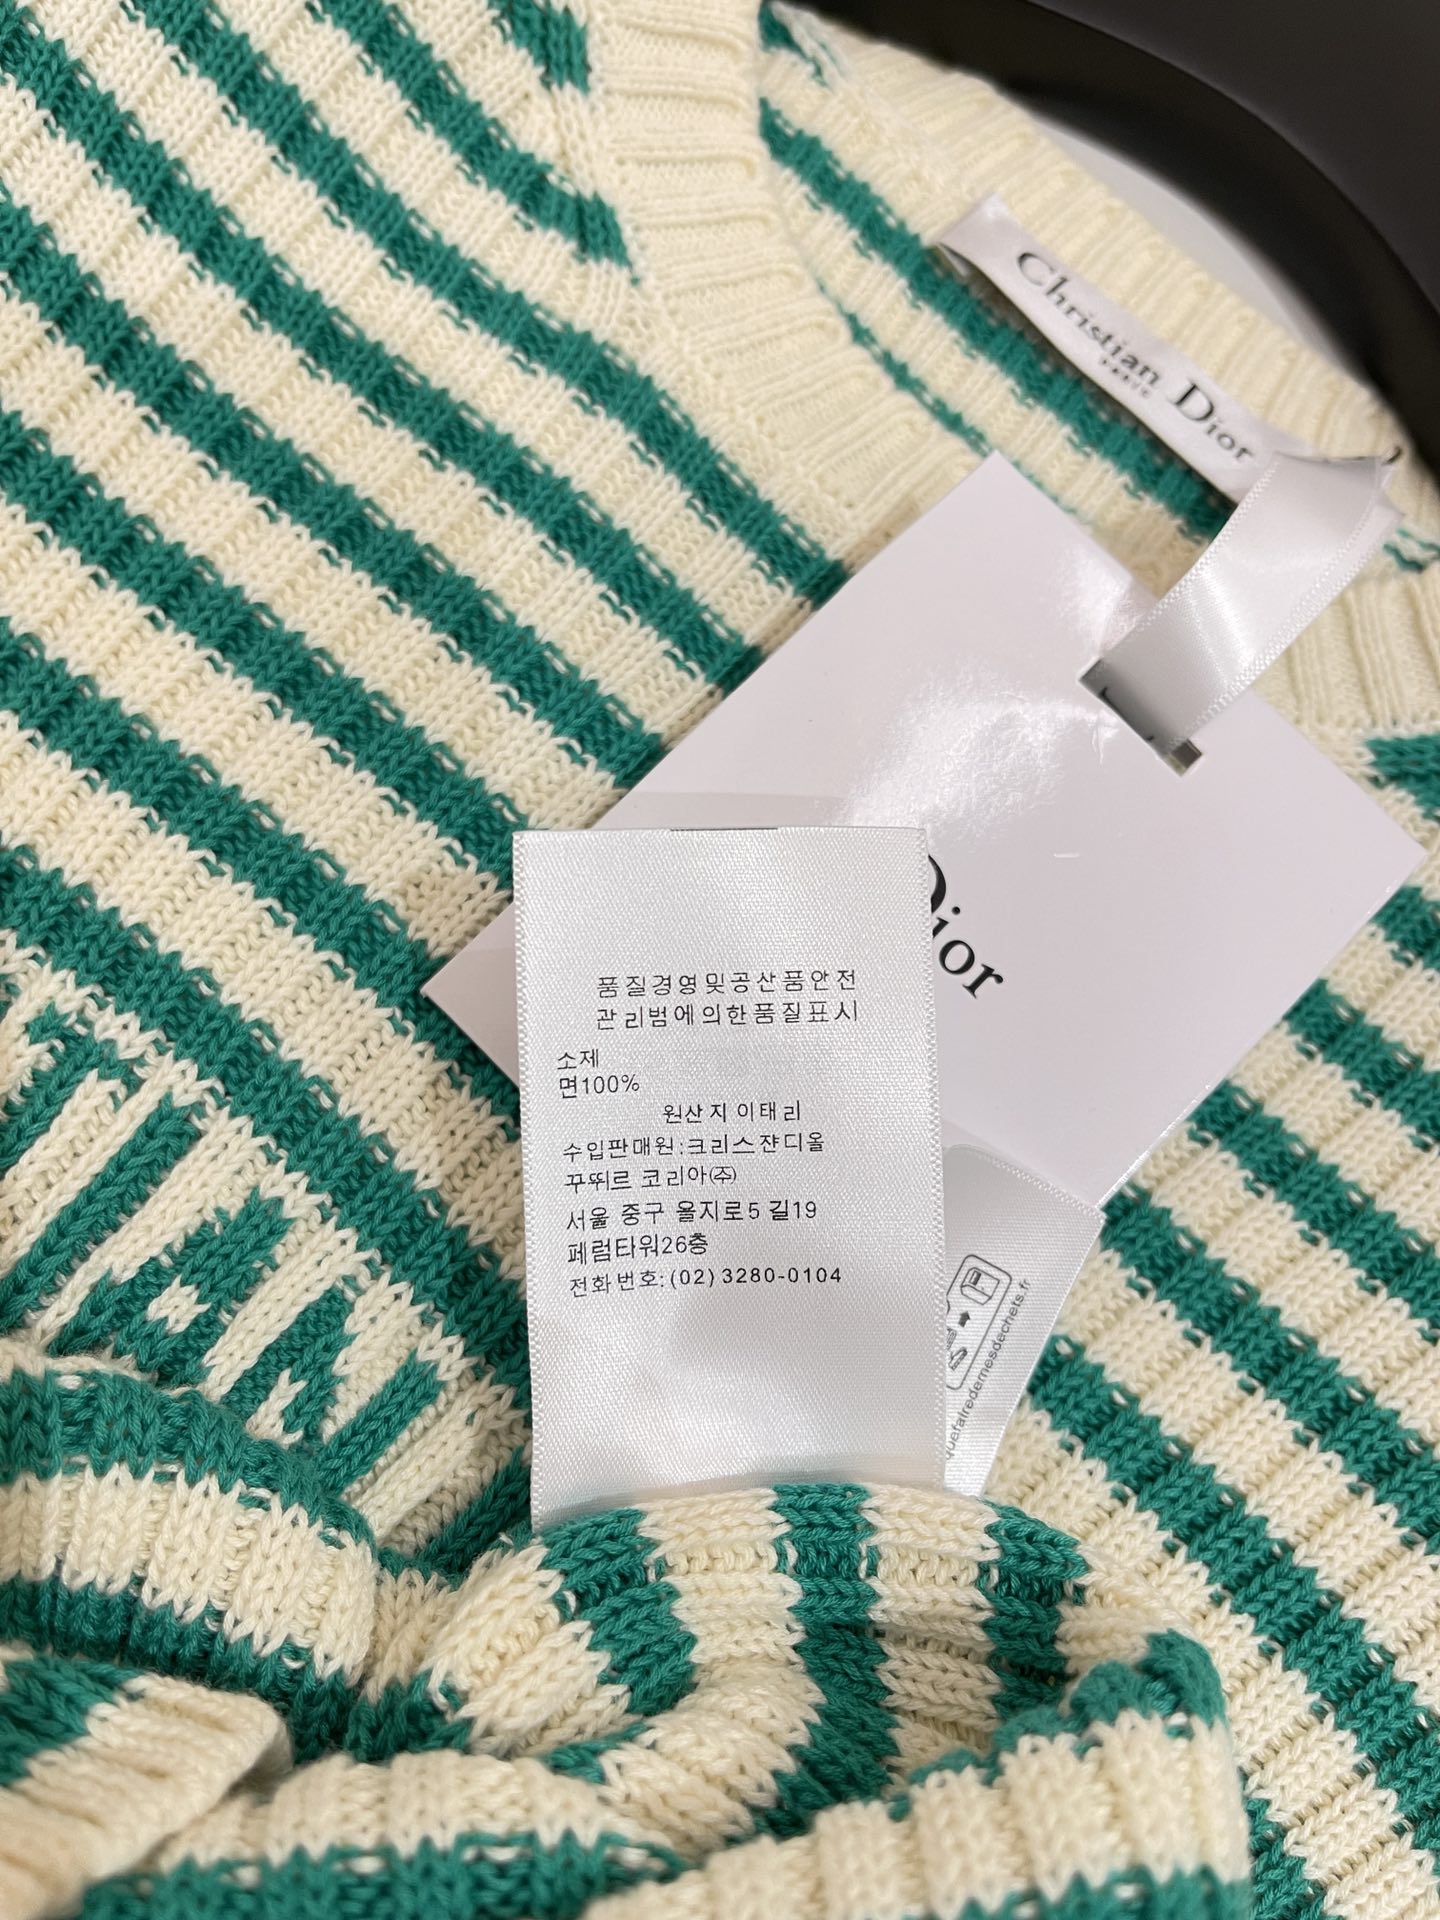 Christian Dior
PARIS
Dior
품질경영및공산품안전
관리범에의한품질표시
소제
면100%
원산지 이태리
수입판매원:크리스쟌디올
꾸뛰르 코리아㈜
서울 중구 을지로5 길19
페럼타워26층
전화번호:(02) 3280-0104
quefairedemesdechets.fr